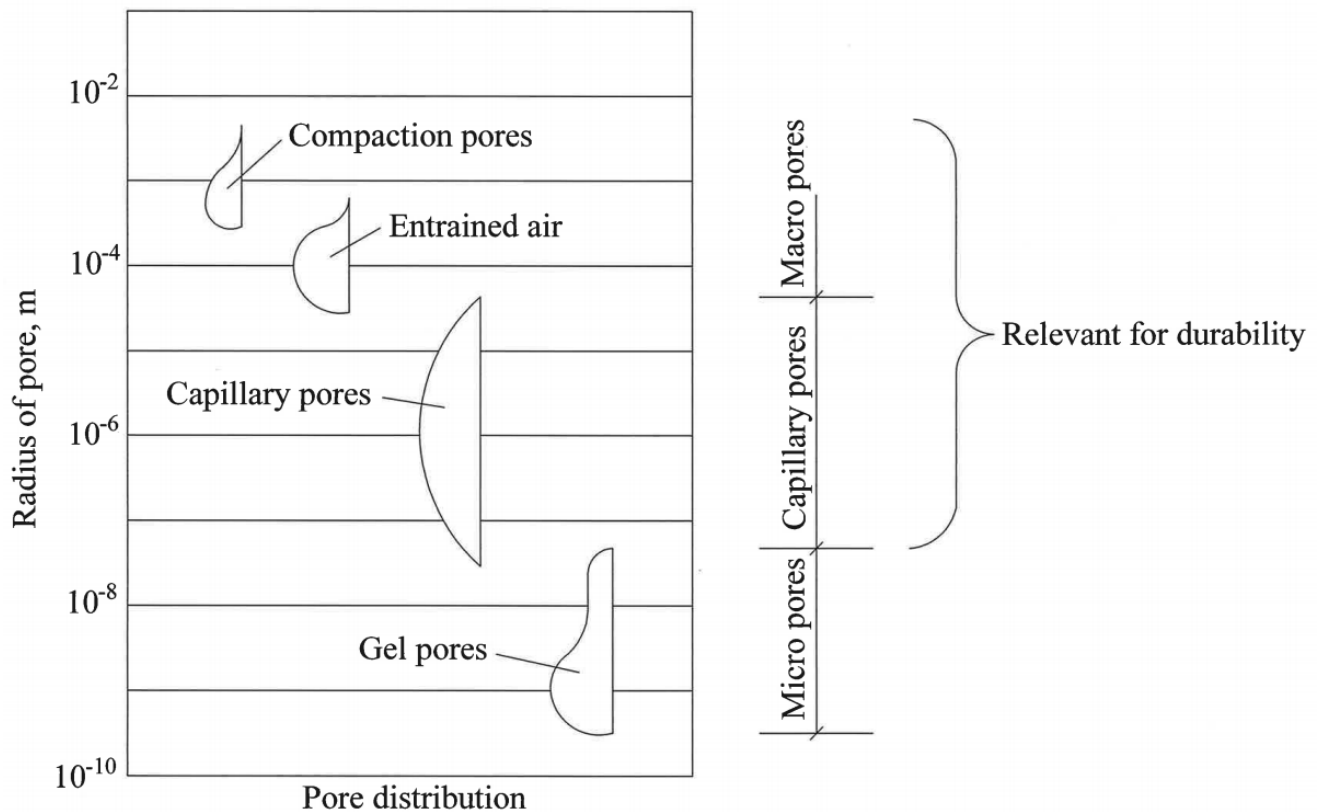 10-2
Compaction pores
Entrained air
10-4
Capillary pores
10-6
10-8
Gel pores
10-10
Radius of pore, m
Pore distribution
Macro pores
Capillary pores
Micro pores
Relevant for durability